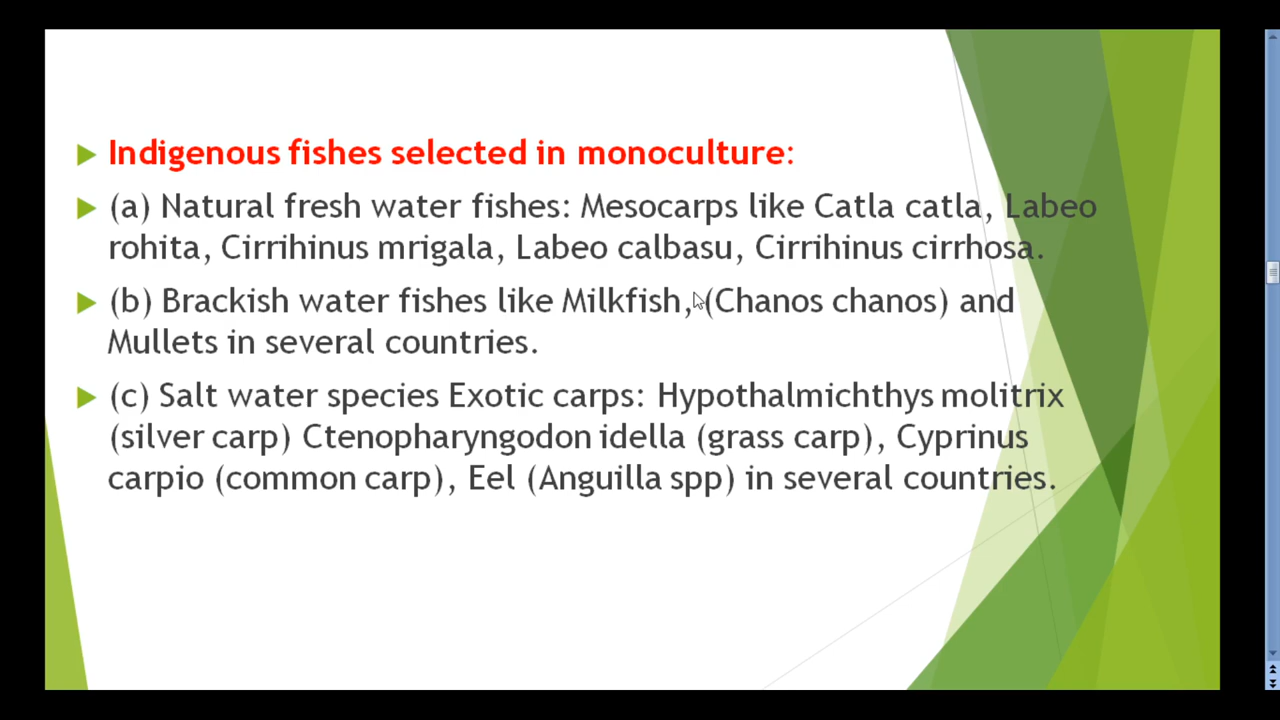 Indigenous fishes selected in monoculture:
(a) Natural fresh water fishes: Mesocarps like Catla catla, Labeo
rohita, Cirrihinus mrigala, Labeo calbasu, Cirrihinus cirrhosa.
(b) Brackish water fishes like Milkfish, (Chanos chanos) and
Mullets in several countries.
(c) Salt water species Exotic carps: Hypothalmichthys molitrix
(silver carp) Ctenopharyngodon idella (grass carp), Cyprinus
carpio (common carp), Eel (Anguilla spp) in several countries.